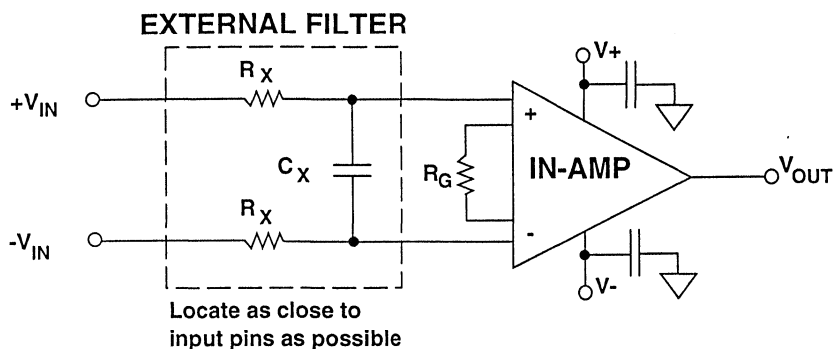 EXTERNAL FILTER
RX
+VIN
CX
RX
-VIN
RG
+
-
IN-AMP
V+
V-
VOUT
Locate as close to
input pins as possible